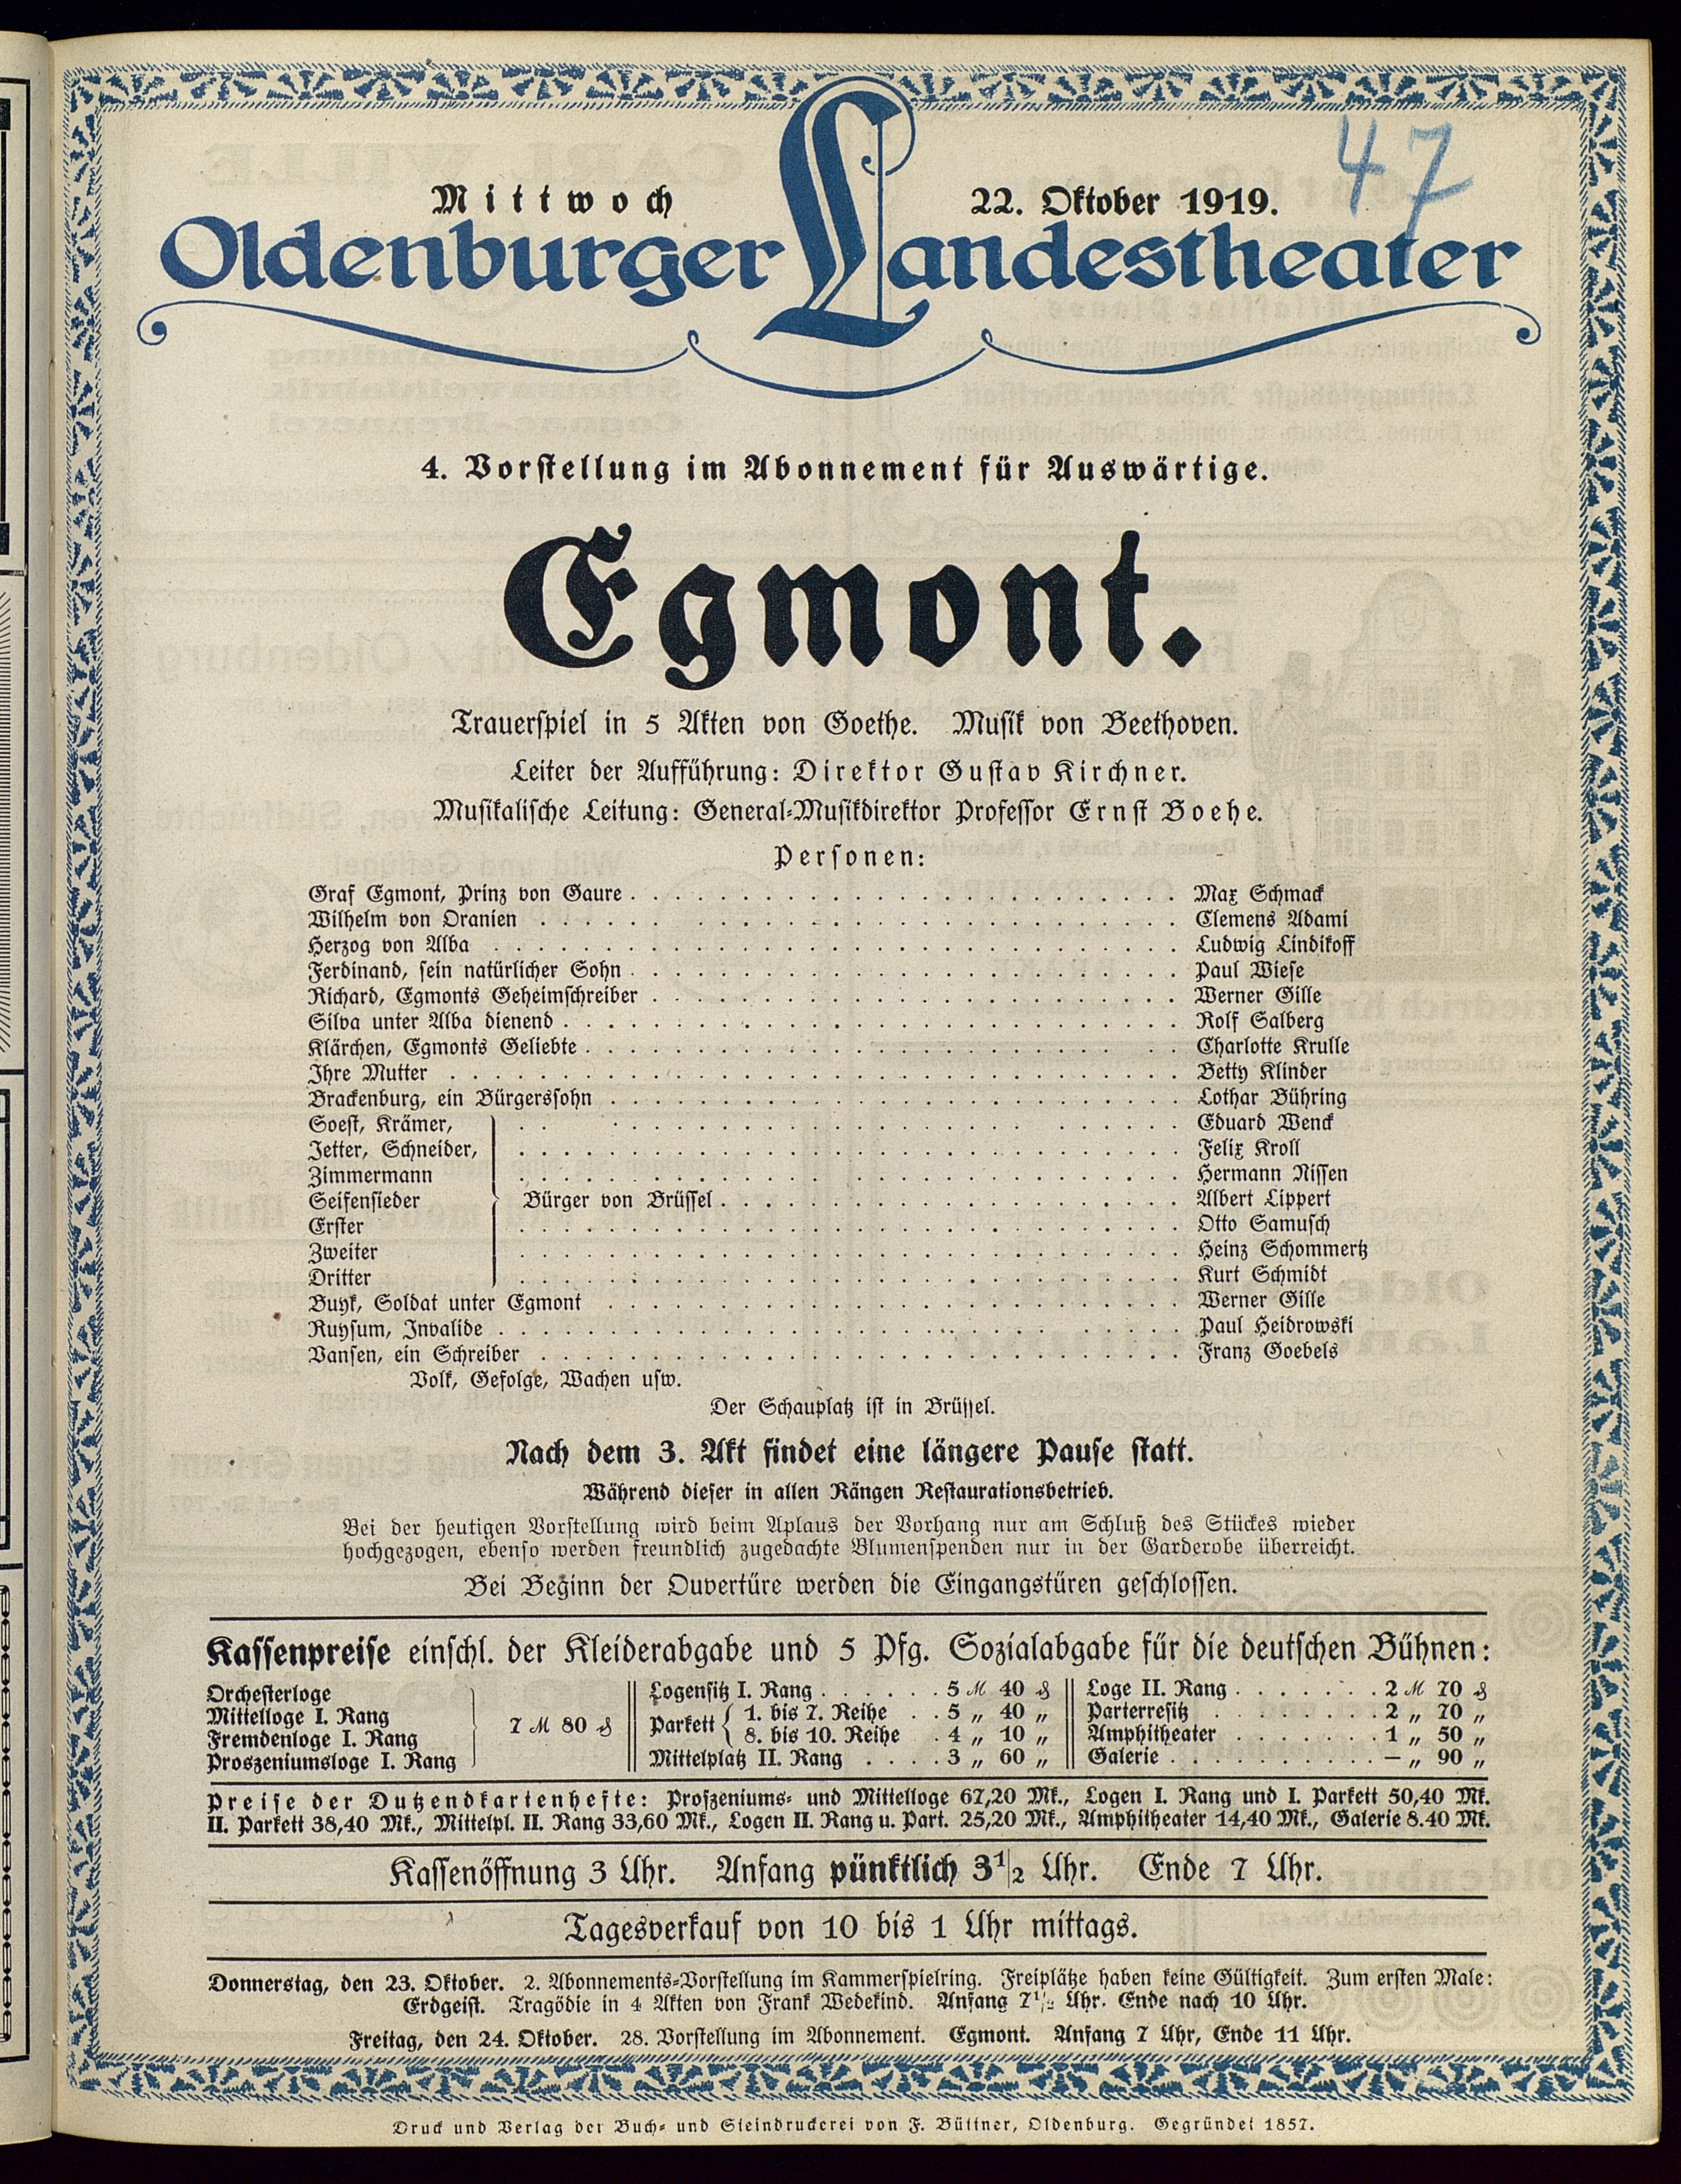 47
Mittwoch 22. Oktober 1919.
Oldenburger Landestheater
4. Vorstellung im Abonnement für Auswärtige.
Egmont.
Trauerspiel in 5 Akten von Goethe. Musik von Beethoven.
Leiter der Aufführung: Direktor Gustav Kirchner.
Musikalische Leitung: General-Musikdirektor Professor Ernst Boehe.
Personen:
Graf Egmont, Prinz von Gaure . . . Max Schmack
Wilhelm von Oranien . . . Clemens Adami
Herzog von Alba . . . Ludwig Lindikoff
Ferdinand, sein natürlicher Sohn . . . Paul Wiese
Richard, Egmonts Geheimschreiber . . . Werner Gille
Silva unter Alba dienend . . . Rolf Salberg
Klärchen, Egmonts Geliebte . . . Charlotte Krulle
Ihre Mutter . . . Betty Klinder
Brackenburg, ein Bürgerssohn . . . Lothar Bühring
Soest, Krämer, . . . Eduard Wenck
Jetter, Schneider, . . . Felix Kroll
Zimmermann . . . Hermann Nissen
Seifensieder Bürger von Brüssel . . . Albert Lippert
Erster . . . Otto Samusch
Zweiter . . . Heinz Schommertz
Dritter . . . Kurt Schmidt
Buyk, Soldat unter Egmont . . . Werner Gille
Ruysum, Invalide . . . Paul Heidrowski
Vansen, ein Schreiber . . . Franz Goebels
Volk, Gefolge, Wachen usw.
Der Schauplatz ist in Brüssel.
Nach dem 3. Akt findet eine längere Pause statt.
Während dieser in allen Rängen Restaurationsbetrieb.
Bei der heutigen Vorstellung wird beim Aplaus der Vorhang nur am Schluß des Stückes wieder
hochgezogen, ebenso werden freundlich zugedachte Blumenspenden nur in der Garderobe überreicht.
Bei Beginn der Ouvertüre werden die Eingangstüren geschlossen.
Kassenpreise einschl. der Kleiderabgabe und 5 Pfg. Sozialabgabe für die deutschen Bühnen:
Orchesterloge
Mittelloge I. Rang
Fremdenloge I. Rang
Proszeniumsloge I. Rang
7 ℳ 80 ₰
Logensitz I. Rang . . . 5 ℳ 40 ₰
Parkett { 1. bis 7. Reihe . . 5 „ 40 „
8. bis 10. Reihe . 4 „ 10 „
Mittelplatz II. Rang . . . . 3 „ 60 „
Loge II. Rang . . . 2 ℳ 70 ₰
Parterresitz . . . 2 „ 70 „
Amphitheater . . . 1 „ 50 „
Galerie . . . — „ 90 „
Preise der Dutzendkartenhefte: Proszeniums- und Mittelloge 67,20 Mk., Logen I. Rang und I. Parkett 50,40 Mk.
II. Parkett 38,40 Mk., Mittelpl. II. Rang 33,60 Mk., Logen II. Rang u. Part. 25,20 Mk., Amphitheater 14,40 Mk., Galerie 8.40 Mk.
Kassenöffnung 3 Uhr. Anfang pünktlich 3 1/2 Uhr. Ende 7 Uhr.
Tagesverkauf von 10 bis 1 Uhr mittags.
Donnerstag, den 23. Oktober. 2. Abonnements-Vorstellung im Kammerspielring. Freiplätze haben keine Gültigkeit. Zum ersten Male:
Erdgeist. Tragödie in 4 Akten von Frank Wedekind. Anfang 7 1/2 Uhr. Ende nach 10 Uhr.
Freitag, den 24. Oktober. 28. Vorstellung im Abonnement. Egmont. Anfang 7 Uhr, Ende 11 Uhr.
Druck und Verlag der Buch- und Steindruckerei von F. Büttner, Oldenburg. Gegründet 1857.